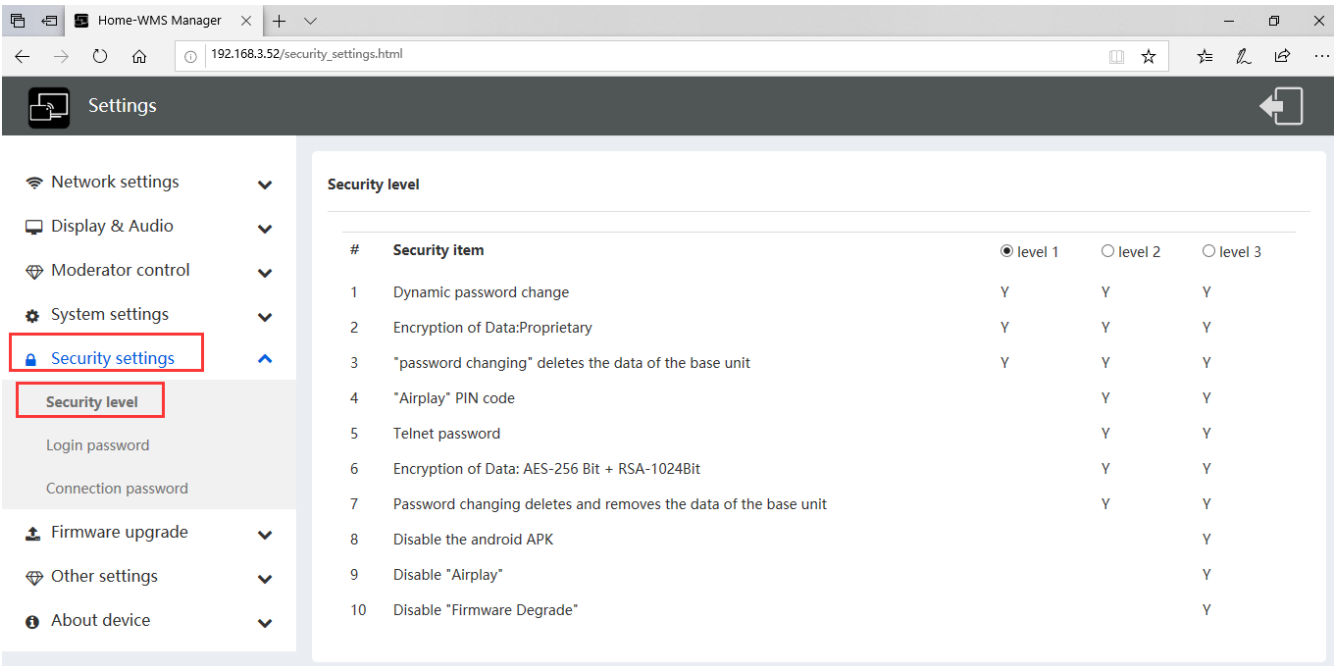 Home-WMS Manager
192.168.3.52/security_settings.html
Settings
Network settings
Display & Audio
Moderator control
System settings
Security settings
Security level
Login password
Connection password
Firmware upgrade
Other settings
About device
Security level
# Security item level 1 level 2 level 3
1 Dynamic password change Y Y Y
2 Encryption of Data:Proprietary Y Y Y
3 "password changing" deletes the data of the base unit Y Y Y
4 "Airplay" PIN code Y Y
5 Telnet password Y Y
6 Encryption of Data: AES-256 Bit + RSA-1024Bit Y Y
7 Password changing deletes and removes the data of the base unit Y Y
8 Disable the android APK Y
9 Disable "Airplay" Y
10 Disable "Firmware Degrade" Y